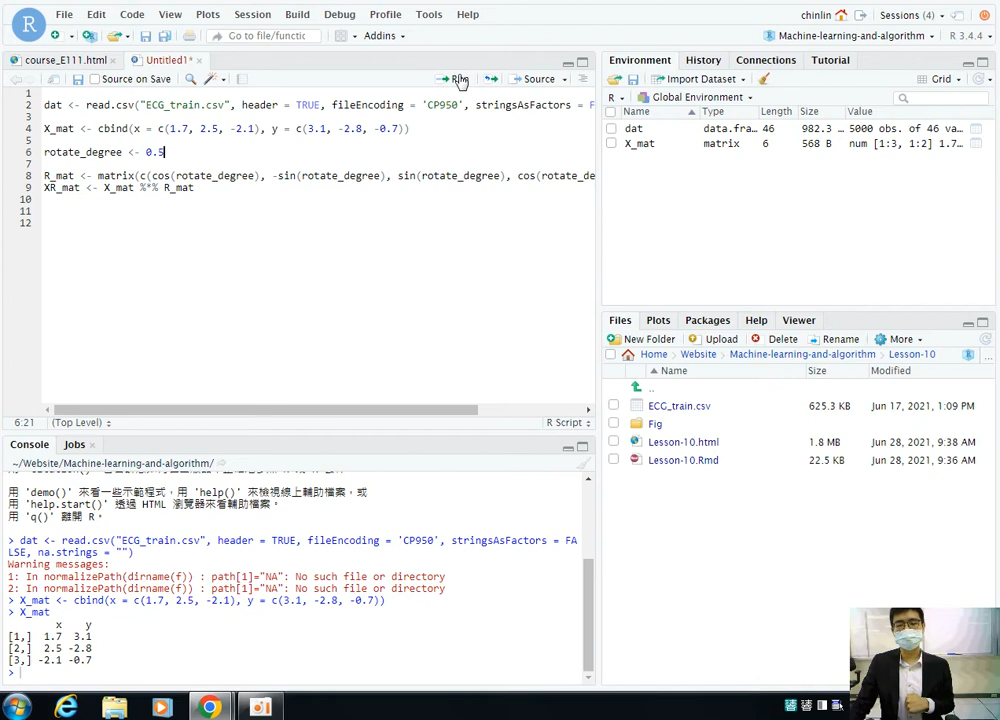 File Edit Code View Plots Session Build Debug Profile Tools Help
chinlin Sessions (4)
Go to file/functic Addins
Machine-learning-and-algorithm R 3.4.4
course_E111.html Untitled1*
Source on Save Run Source
1
2 dat <- read.csv("ECG_train.csv", header = TRUE, fileEncoding = 'CP950', stringsAsFactors = FA
3
4 X_mat <- cbind(x = c(1.7, 2.5, -2.1), y = c(3.1, -2.8, -0.7))
5
6 rotate_degree <- 0.5
7
8 R_mat <- matrix(c(cos(rotate_degree), -sin(rotate_degree), sin(rotate_degree), cos(rotate_de
9 XR_mat <- X_mat %*% R_mat
10
11
12
6:21 (Top Level) R Script
Console Jobs
~/Website/Machine-learning-and-algorithm/
用 'demo()' 來看一些示範程式，用 'help()' 來檢視線上輔助檔案，或
用 'help.start()' 透過 HTML 瀏覽器來看輔助檔案。
用 'q()' 離開 R。
> dat <- read.csv("ECG_train.csv", header = TRUE, fileEncoding = 'CP950', stringsAsFactors = FA
LSE, na.strings = "")
Warning messages:
1: In normalizePath(dirname(f)) : path[1]="NA": No such file or directory
2: In normalizePath(dirname(f)) : path[1]="NA": No such file or directory
> X_mat <- cbind(x = c(1.7, 2.5, -2.1), y = c(3.1, -2.8, -0.7))
> X_mat
x y
[1,] 1.7 3.1
[2,] 2.5 -2.8
[3,] -2.1 -0.7
>
Environment History Connections Tutorial
Import Dataset Grid
R Global Environment
Name Type Length Size Value
dat data.fra… 46 982.3 … 5000 obs. of 46 va…
X_mat matrix 6 568 B num [1:3, 1:2] 1.7…
Files Plots Packages Help Viewer
New Folder Upload Delete Rename More
Home Website Machine-learning-and-algorithm Lesson-10
Name Size Modified
..
ECG_train.csv 625.3 KB Jun 17, 2021, 1:09 PM
Fig
Lesson-10.html 1.8 MB Jun 28, 2021, 9:38 AM
Lesson-10.Rmd 22.5 KB Jun 28, 2021, 9:36 AM